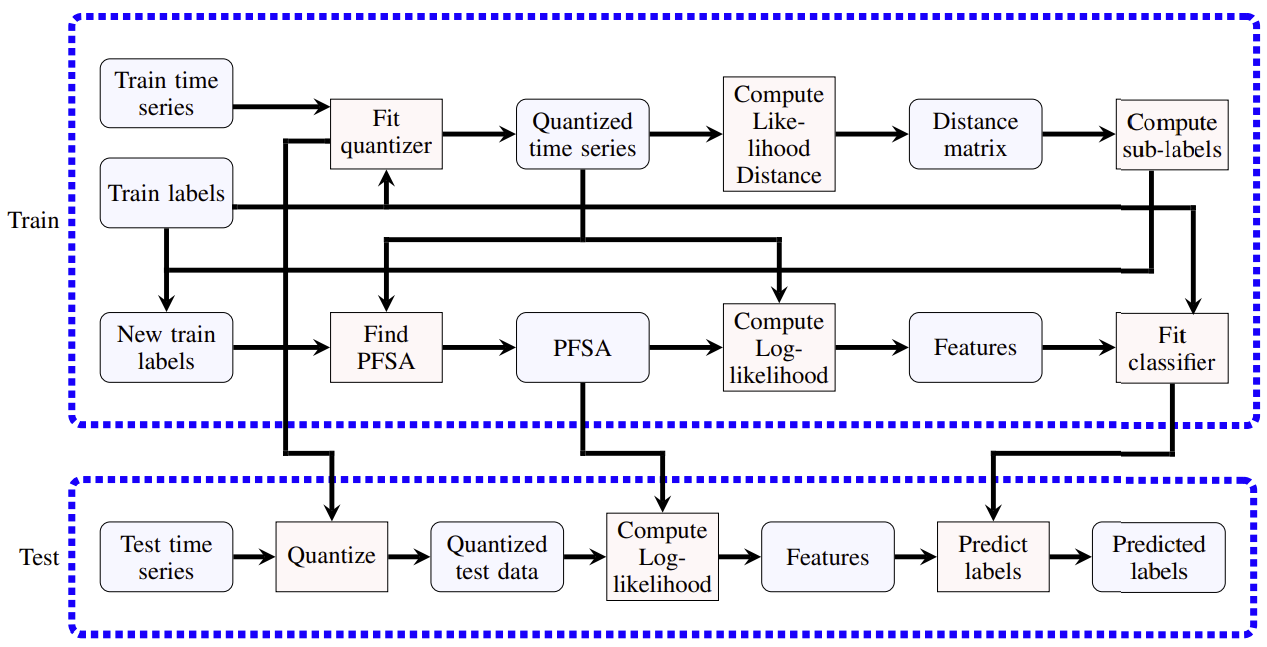 Train
Train time
series
Fit
quantizer
Quantized
time series
Compute
Like-
lihood
Distance
Distance
matrix
Compute
sub-labels
Train labels
New train
labels
Find
PFSA
PFSA
Compute
Log-
likelihood
Features
Fit
classifier
Test
Test time
series
Quantize
Quantized
test data
Compute
Log-
likelihood
Features
Predict
labels
Predicted
labels